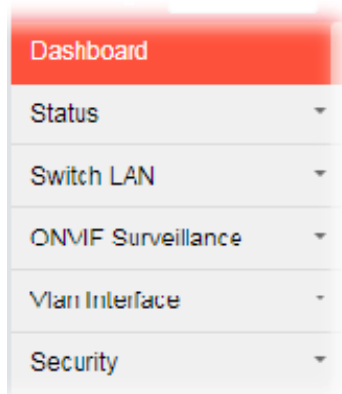 Dashboard
Status
Switch LAN
ONVIF Surveillance
Vlan Interface
Security